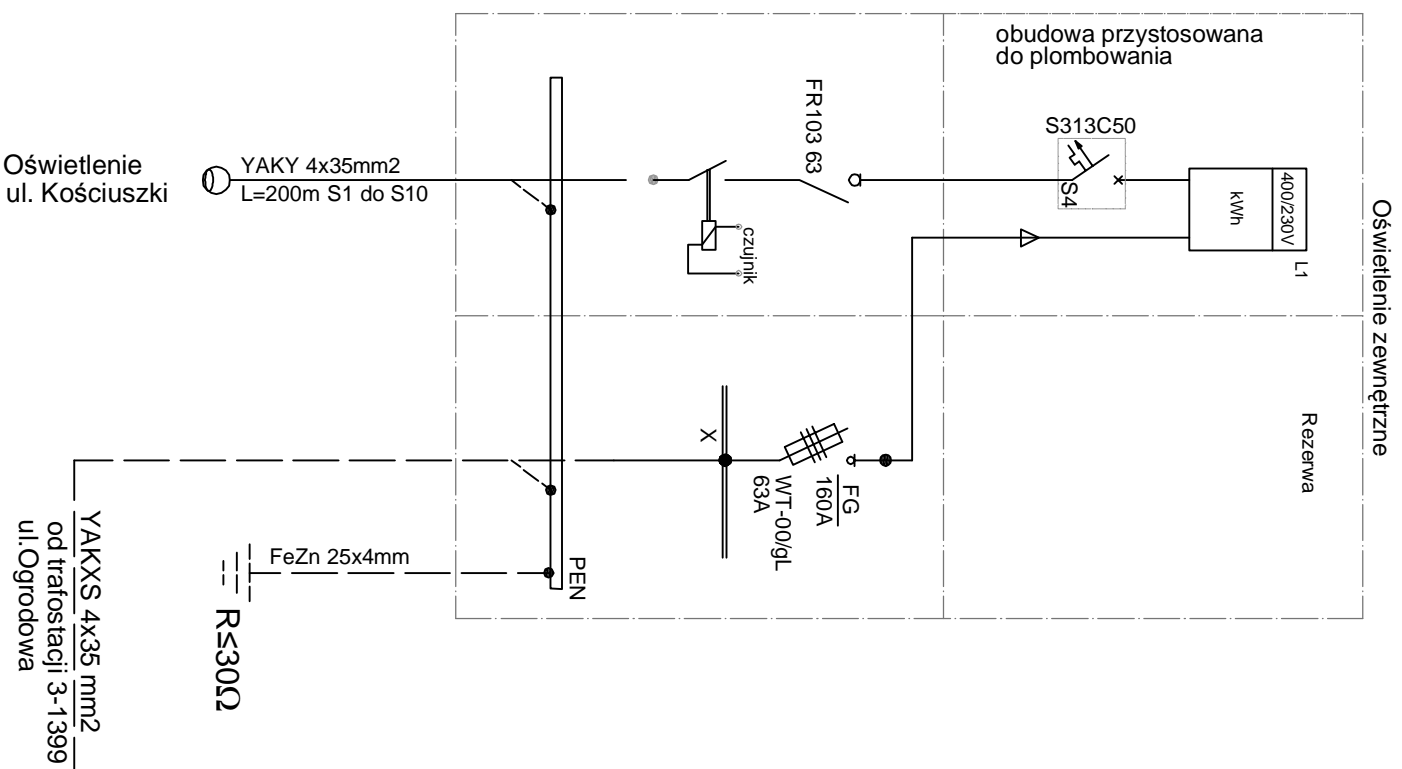 obudowa przystosowana
do plombowania
S313C50
S4
x
FR103 63
400/230V
kWh
L1
Oświetlenie zewnętrzne
Oświetlenie
ul. Kościuszki
YAKY 4x35mm2
L=200m S1 do S10
czujnik
Rezerwa
X
FG
160A
WT-00/gL
63A
PEN
FeZn 25x4mm
R≤30Ω
YAKXS 4x35 mm2
od trafostacji 3-1399
ul.Ogrodowa